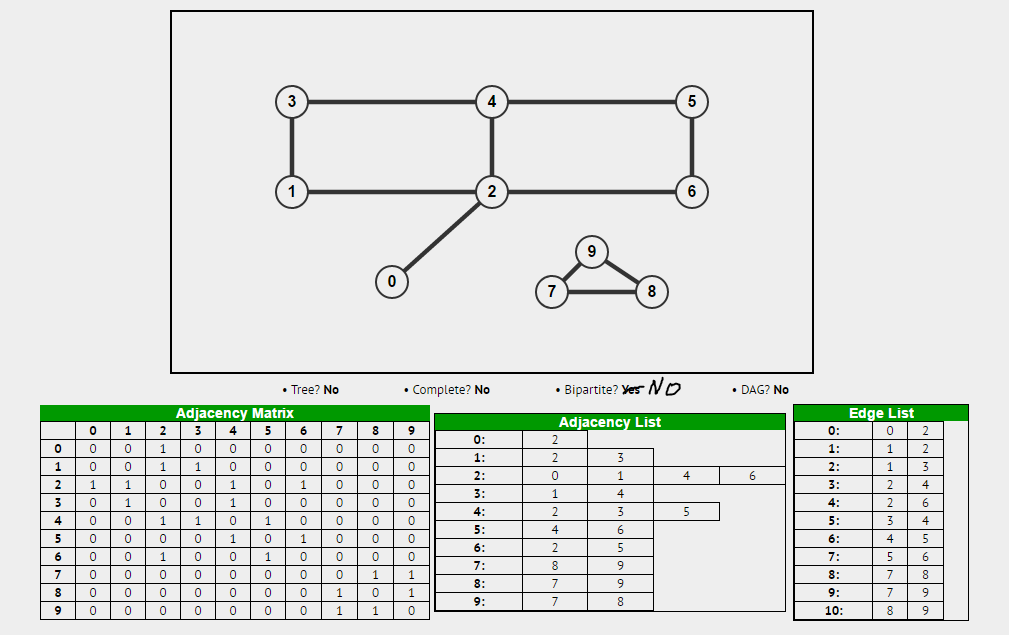 3 4 5
1 2 6
9
0 7 8
• Tree? No • Complete? No • Bipartite? Yes NO • DAG? No
Adjacency Matrix
0 1 2 3 4 5 6 7 8 9
0 0 0 1 0 0 0 0 0 0 0
1 0 0 1 1 0 0 0 0 0 0
2 1 1 0 0 1 0 1 0 0 0
3 0 1 0 0 1 0 0 0 0 0
4 0 0 1 1 0 1 0 0 0 0
5 0 0 0 0 1 0 1 0 0 0
6 0 0 1 0 0 1 0 0 0 0
7 0 0 0 0 0 0 0 0 1 1
8 0 0 0 0 0 0 0 1 0 1
9 0 0 0 0 0 0 0 1 1 0
Adjacency List
0: 2
1: 2 3
2: 0 1 4 6
3: 1 4
4: 2 3 5
5: 4 6
6: 2 5
7: 8 9
8: 7 9
9: 7 8
Edge List
0: 0 2
1: 1 2
2: 1 3
3: 2 4
4: 2 6
5: 3 4
6: 4 5
7: 5 6
8: 7 8
9: 7 9
10: 8 9